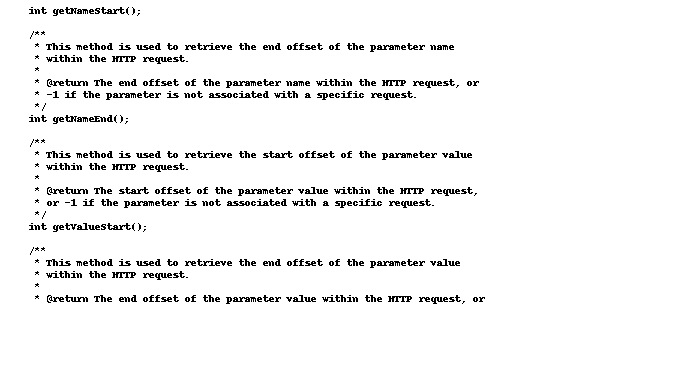 int getNameStart();

/**
 * This method is used to retrieve the end offset of the parameter name
 * within the HTTP request.
 *
 * @return The end offset of the parameter name within the HTTP request, or
 * -1 if the parameter is not associated with a specific request.
 */
int getNameEnd();

/**
 * This method is used to retrieve the start offset of the parameter value
 * within the HTTP request.
 *
 * @return The start offset of the parameter value within the HTTP request,
 * or -1 if the parameter is not associated with a specific request.
 */
int getValueStart();

/**
 * This method is used to retrieve the end offset of the parameter value
 * within the HTTP request.
 *
 * @return The end offset of the parameter value within the HTTP request, or